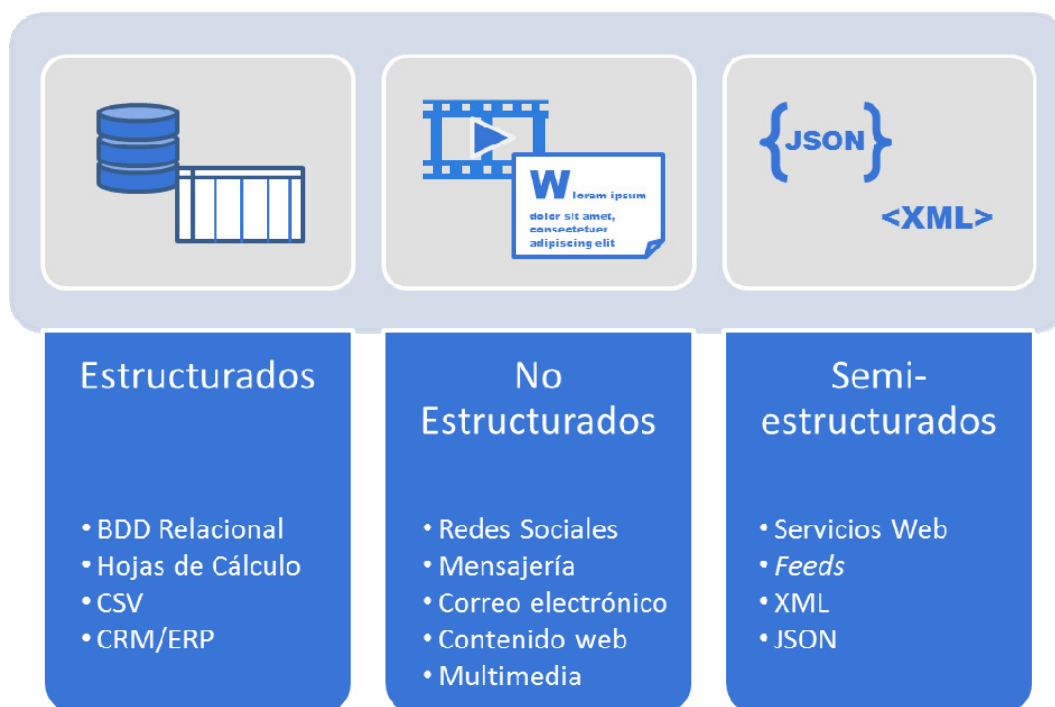 W lorem ipsum
dolor sit amet,
consectetuer
adipiscing elit
{JSON}
<XML>
Estructurados
• BDD Relacional
• Hojas de Cálculo
• CSV
• CRM/ERP
No
Estructurados
• Redes Sociales
• Mensajería
• Correo electrónico
• Contenido web
• Multimedia
Semi-
estructurados
• Servicios Web
• Feeds
• XML
• JSON